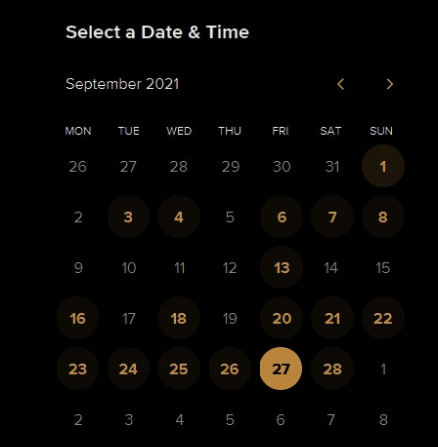 Select a Date & Time
September 2021
MON TUE WED THU FRI SAT SUN
26 27 28 29 30 31 1
2 3 4 5 6 7 8
9 10 11 12 13 14 15
16 17 18 19 20 21 22
23 24 25 26 27 28 1
2 3 4 5 6 7 8